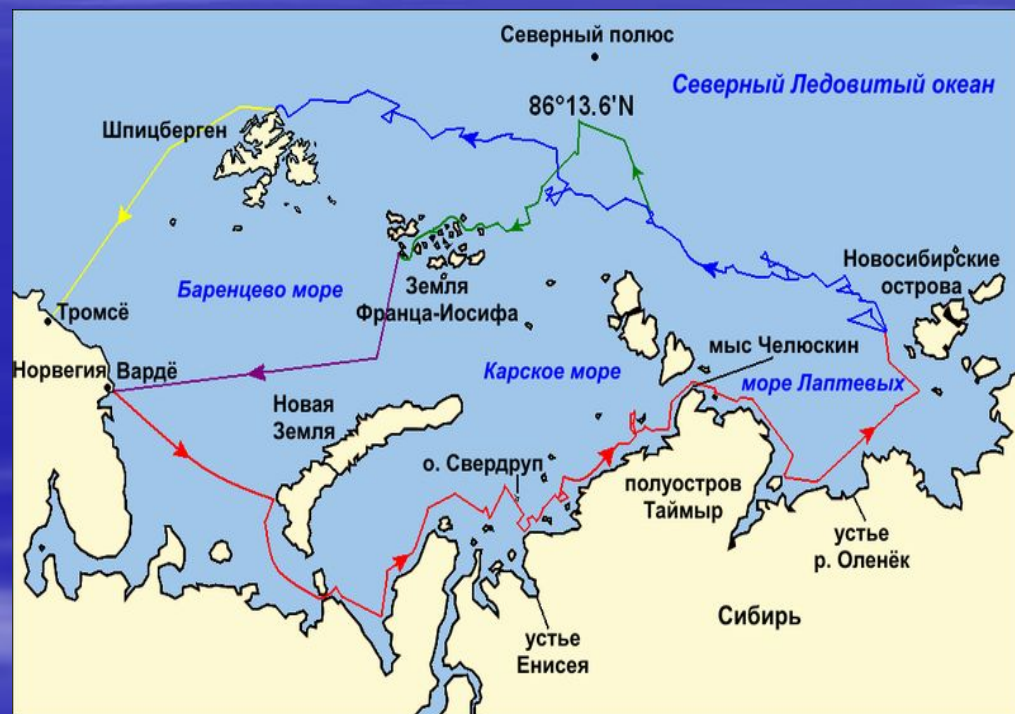 Северный полюс
Северный Ледовитый океан
86°13.6'N
Шпицберген
Новосибирские
острова
Баренцево море
Земля
Франца-Иосифа
Тромсё
мыс Челюскин
Норвегия
Вардё
Карское море
море Лаптевых
Новая
Земля
о. Свердруп
полуостров
Таймыр
устье
р. Оленёк
Сибирь
устье
Енисея